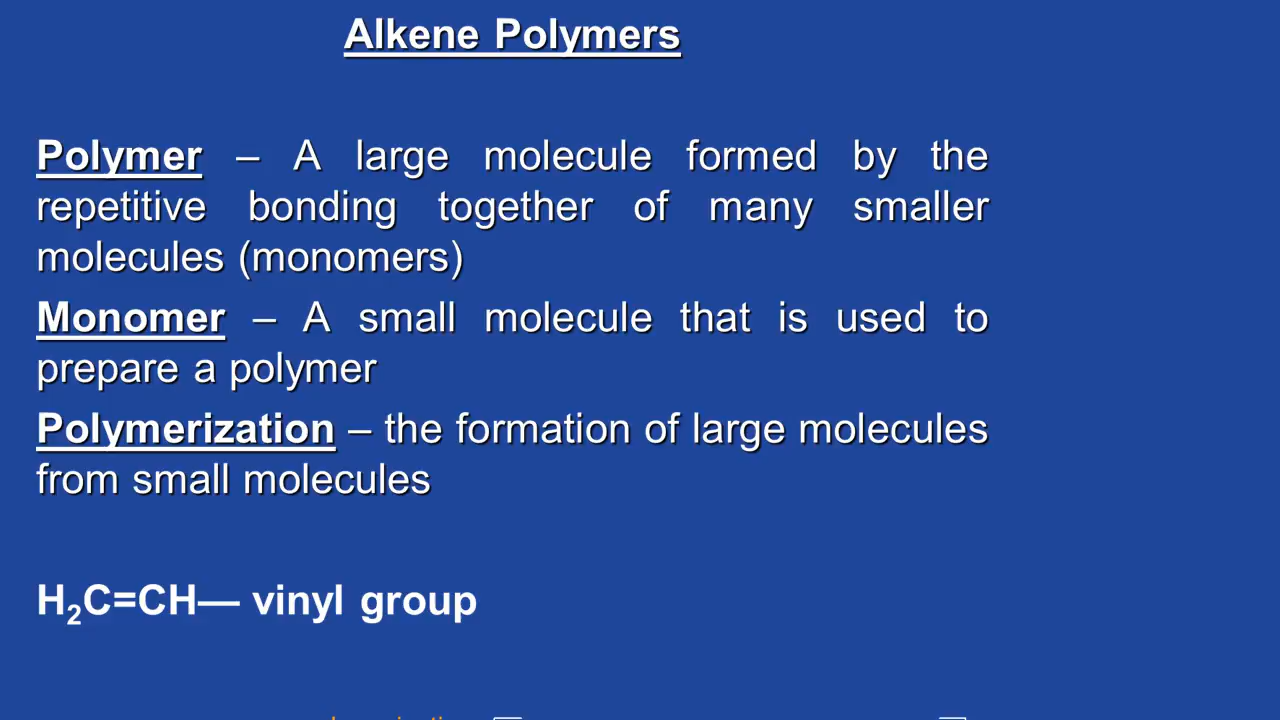 Alkene Polymers
Polymer – A large molecule formed by the
repetitive bonding together of many smaller
molecules (monomers)
Monomer – A small molecule that is used to
prepare a polymer
Polymerization – the formation of large molecules
from small molecules
H₂C=CH— vinyl group